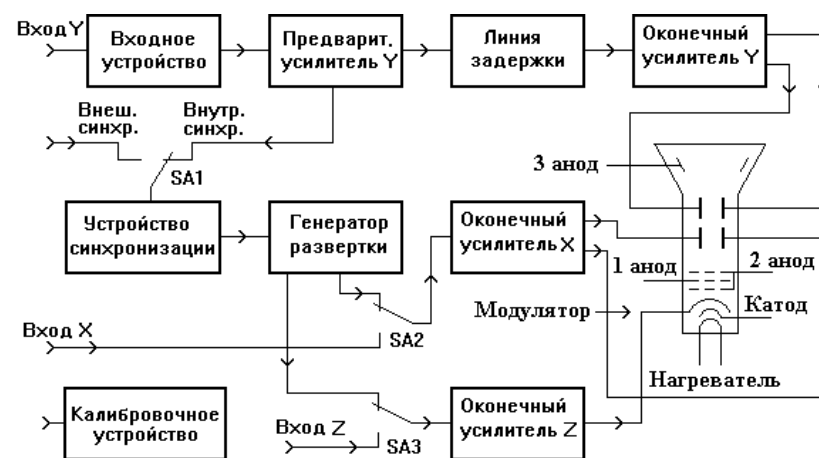 Вход Y
Входное
устройство
Предварит.
усилитель Y
Линия
задержки
Оконечный
усилитель Y
Внеш.
синхр.
Внутр.
синхр.
SA1
3 анод
Устройство
синхронизации
Генератор
развертки
Оконечный
усилитель X
1 анод
2 анод
Модулятор
Катод
Вход X
SA2
Нагреватель
Калибровочное
устройство
Вход Z
SA3
Оконечный
усилитель Z